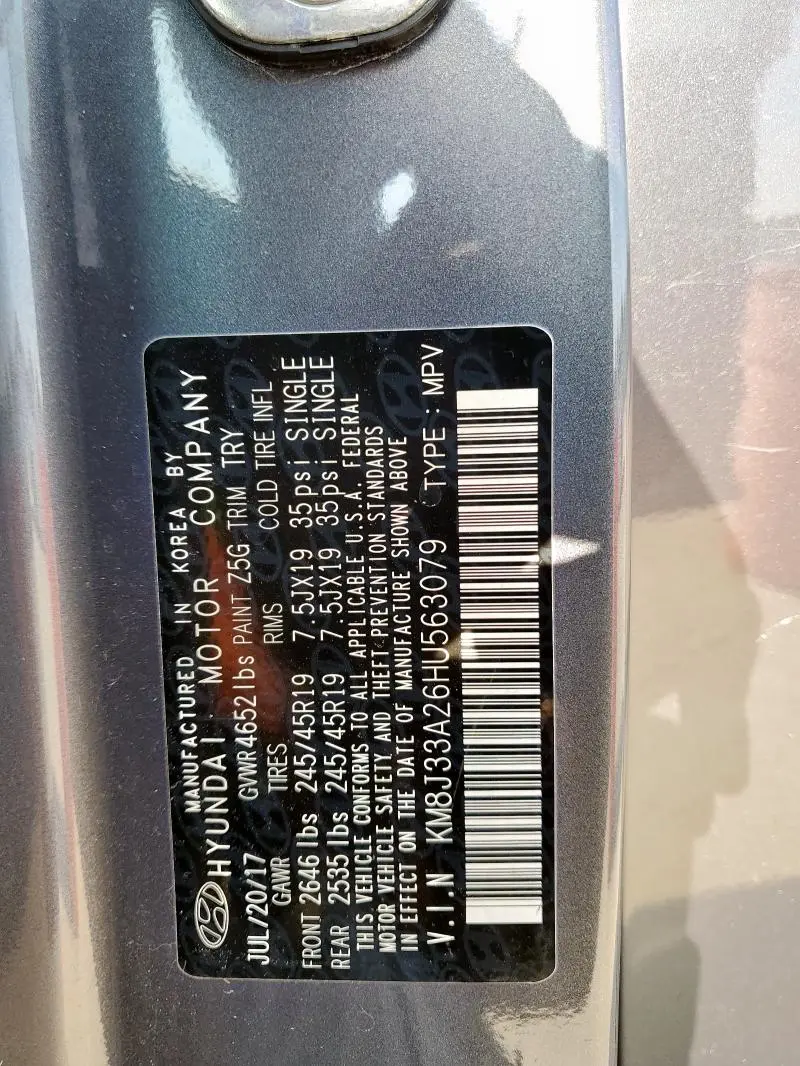 MANUFACTURED IN KOREA BY
HYUNDAI MOTOR COMPANY
JUL/20/17 GVWR 4652lbs PAINT Z5G TRIM TRY
GAWR TIRES RIMS COLD TIRE INFL
FRONT 2646 lbs 245/45R19 7.5JX19 35psi SINGLE
REAR 2535 lbs 245/45R19 7.5JX19 35psi SINGLE
THIS VEHICLE CONFORMS TO ALL APPLICABLE U.S.A. FEDERAL
MOTOR VEHICLE SAFETY AND THEFT PREVENTION STANDARDS
IN EFFECT ON THE DATE OF MANUFACTURE SHOWN ABOVE
V.I.N KM8J33A26HU563079 TYPE : MPV